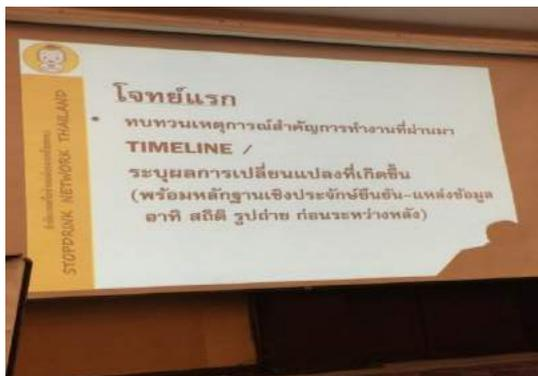 โจทย์แรก
• ทบทวนเหตุการณ์สำคัญการทำงานที่ผ่านมา
TIMELINE /
ระบุผลการเปลี่ยนแปลงที่เกิดขึ้น
(พร้อมหลักฐานเชิงประจักษ์ยืนยัน-แหล่งข้อมูล
อาทิ สถิติ รูปถ่าย ก่อนระหว่างหลัง)
STOPDRINK NETWORK THAILAND